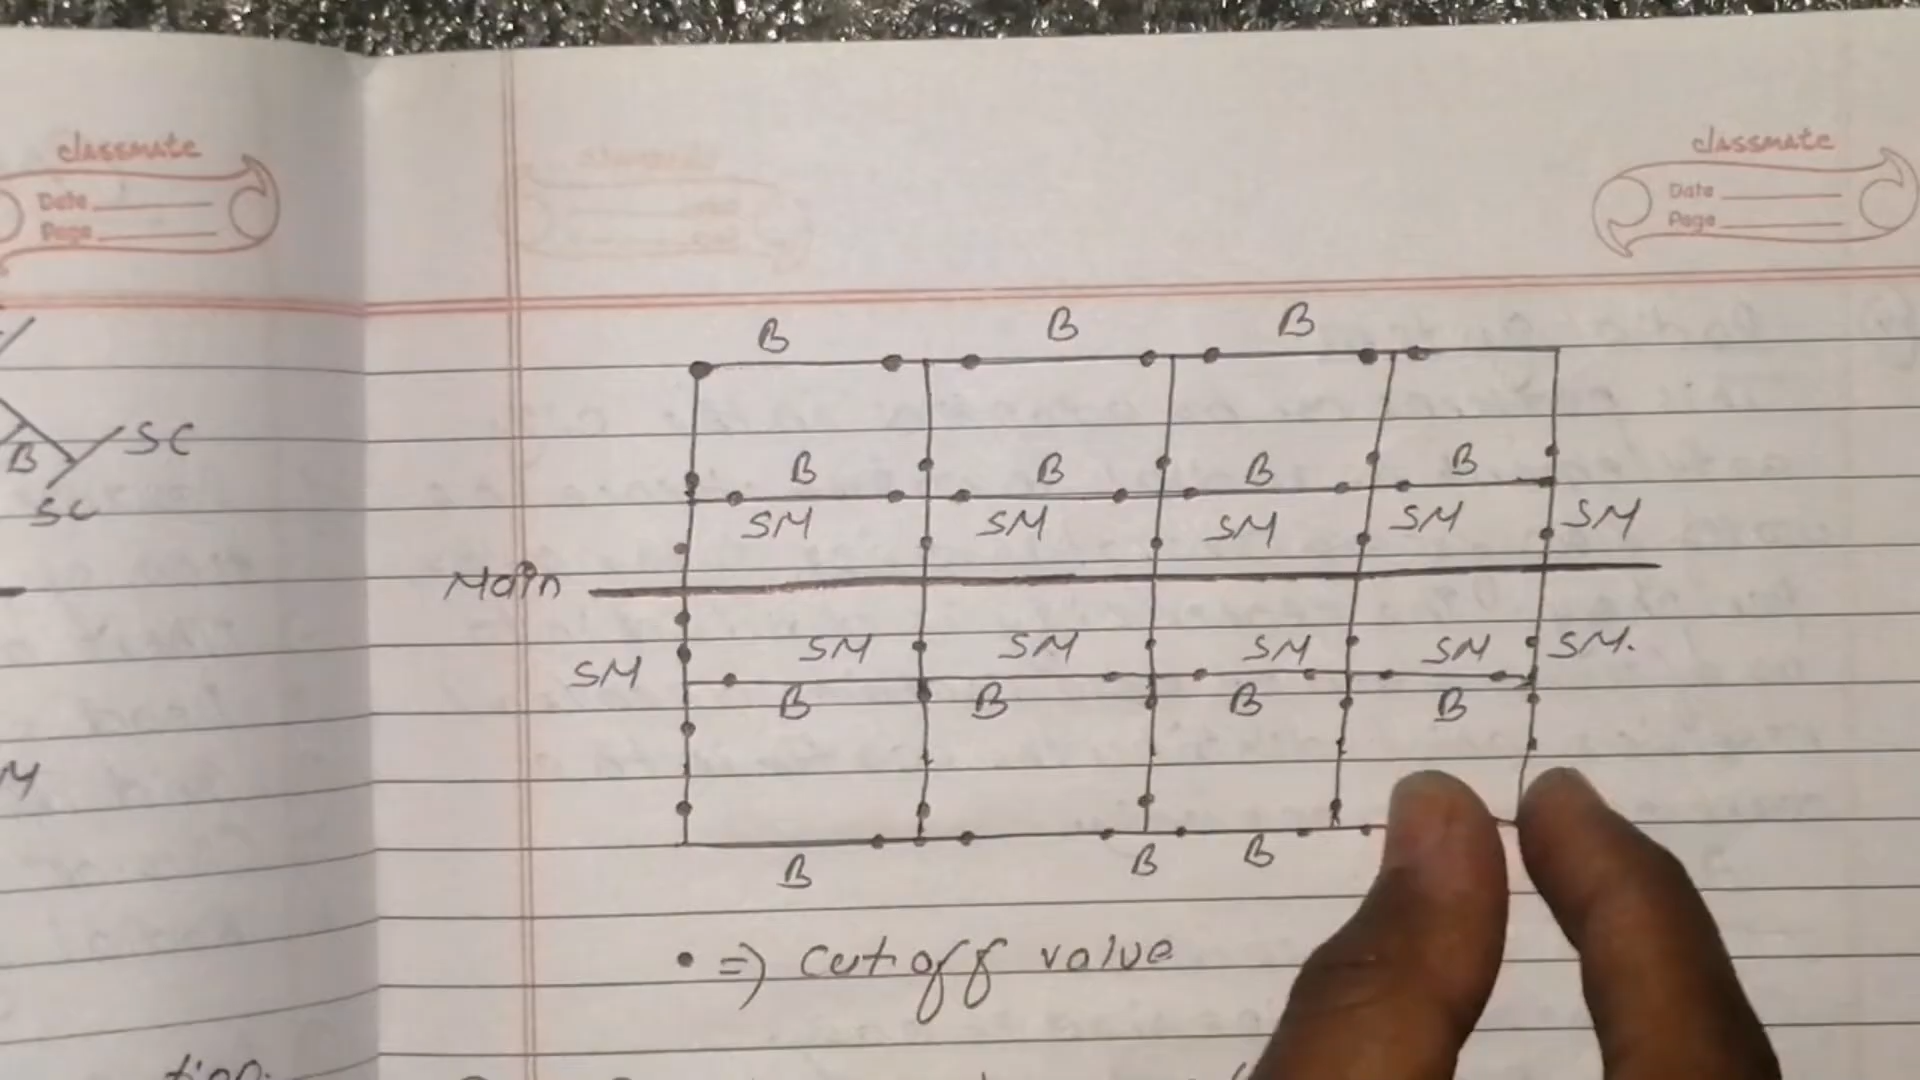 classmate
Date
Page
classmate
Date
Page
B B B
B SC
SC
B B B B
SM SM SM SM SM
Main
SM SM SM SM SM SM.
B B B B
M
B B B
• => Cut off value
tion.